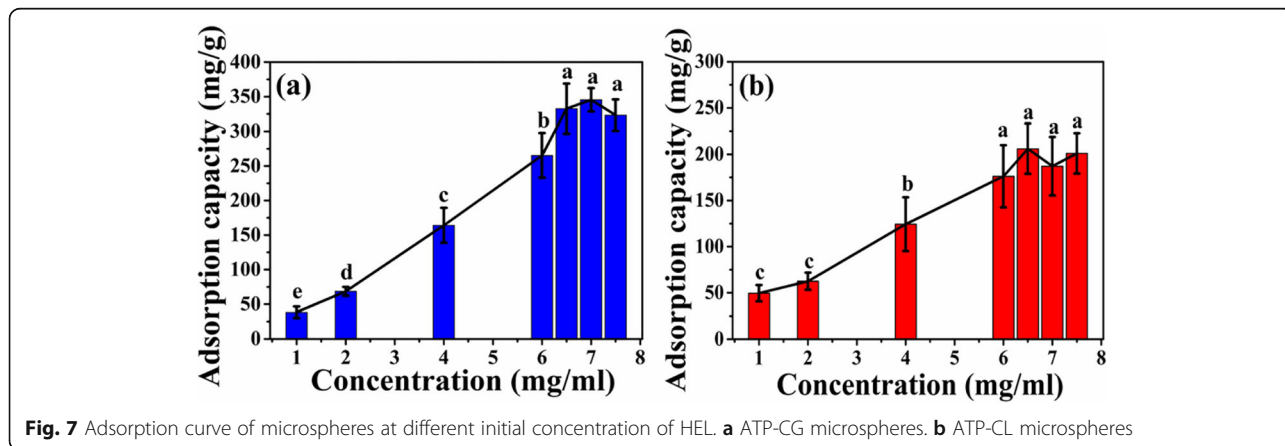 Adsorption capacity (mg/g)
400
350
300
250
200
150
100
50
0
(a)
e
d
c
b
a
a
a
1 2 3 4 5 6 7 8
Concentration (mg/ml)
Adsorption capacity (mg/g)
300
250
200
150
100
50
0
(b)
c
c
b
a
a
a
a
1 2 3 4 5 6 7 8
Concentration (mg/ml)
Fig. 7 Adsorption curve of microspheres at different initial concentration of HEL. a ATP-CG microspheres. b ATP-CL microspheres